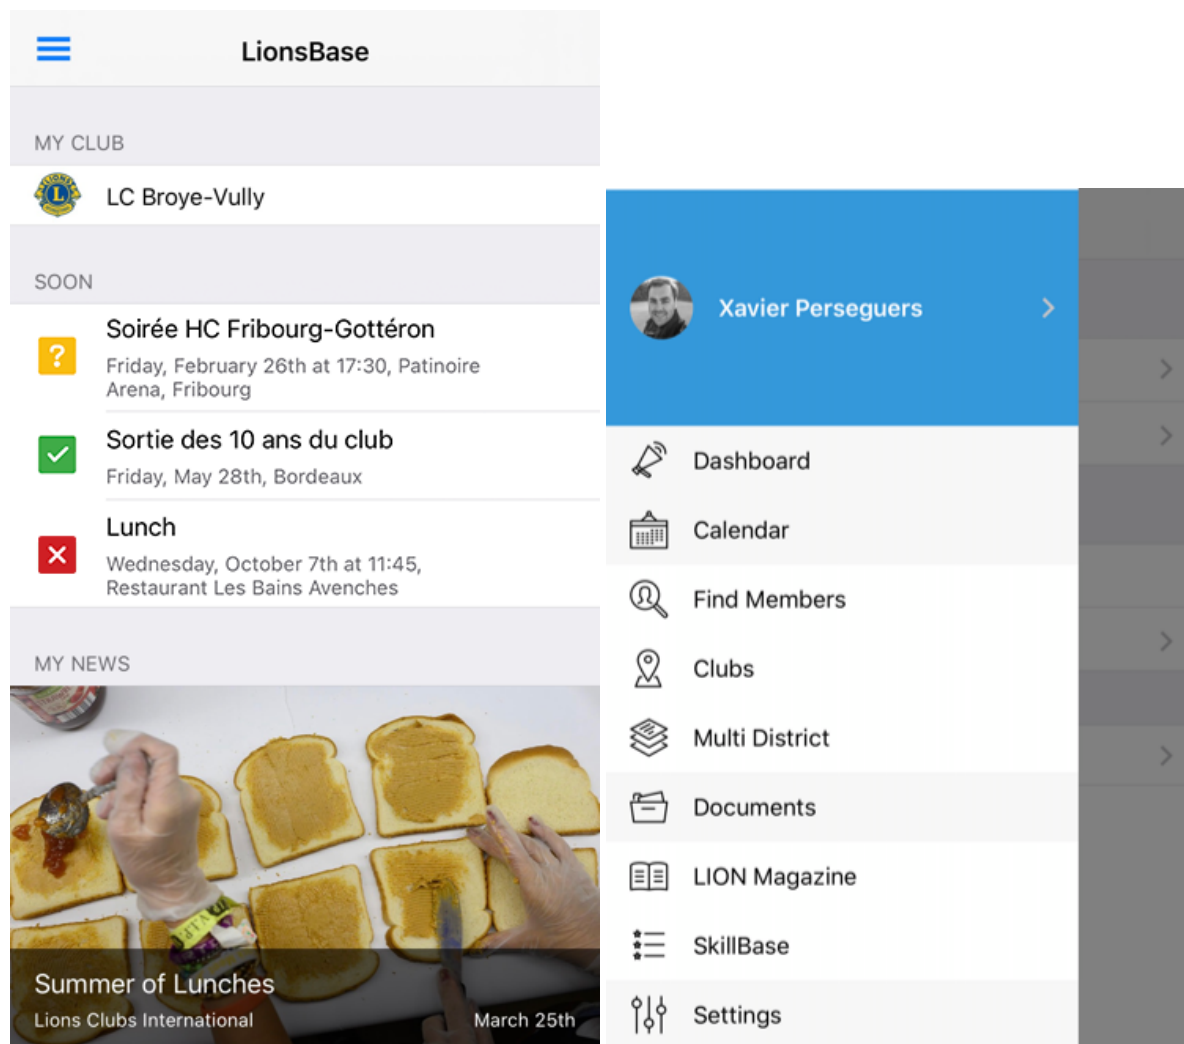 LionsBase
MY CLUB
LC Broye-Vully
SOON
Soirée HC Fribourg-Gottéron
Friday, February 26th at 17:30, Patinoire
Arena, Fribourg
Sortie des 10 ans du club
Friday, May 28th, Bordeaux
Lunch
Wednesday, October 7th at 11:45,
Restaurant Les Bains Avenches
MY NEWS
Summer of Lunches
Lions Clubs International
March 25th
Xavier Perseguers
Dashboard
Calendar
Find Members
Clubs
Multi District
Documents
LION Magazine
SkillBase
Settings